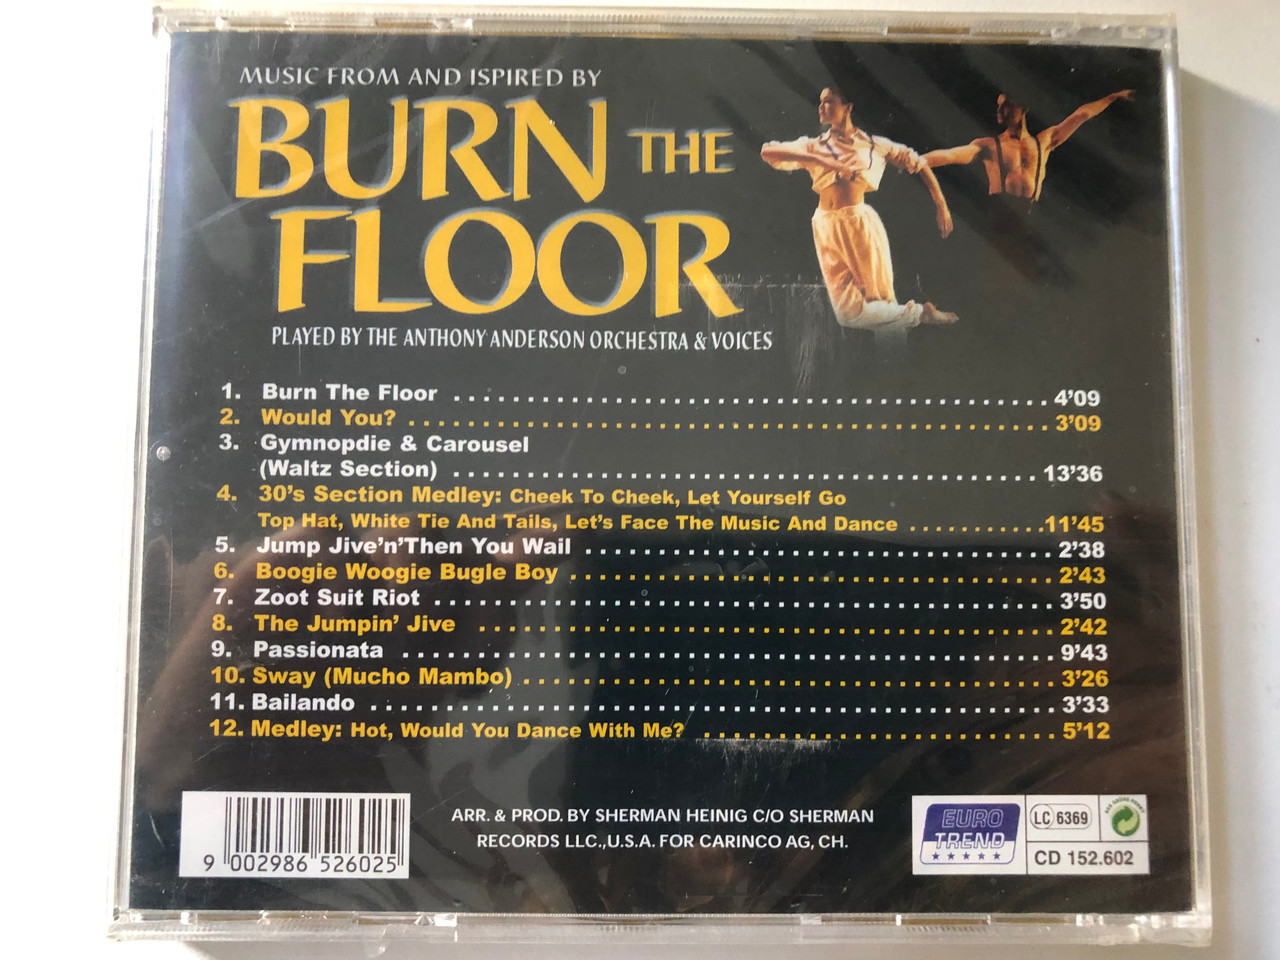 MUSIC FROM AND ISPIRED BY
BURN THE
FLOOR
PLAYED BY THE ANTHONY ANDERSON ORCHESTRA & VOICES
1. Burn The Floor 4'09
2. Would You? 3'09
3. Gymnopdie & Carousel
(Waltz Section) 13'36
4. 30's Section Medley: Cheek To Cheek, Let Yourself Go
Top Hat, White Tie And Tails, Let's Face The Music And Dance 11'45
5. Jump Jive'n'Then You Wail 2'38
6. Boogie Woogie Bugle Boy 2'43
7. Zoot Suit Riot 3'50
8. The Jumpin' Jive 2'42
9. Passionata 9'43
10. Sway (Mucho Mambo) 3'26
11. Bailando 3'33
12. Medley: Hot, Would You Dance With Me? 5'12
ARR. & PROD. BY SHERMAN HEINIG C/O SHERMAN
RECORDS LLC.,U.S.A. FOR CARINCO AG, CH.
9 002986 526025
EURO
TREND
LC 6369
CD 152.602